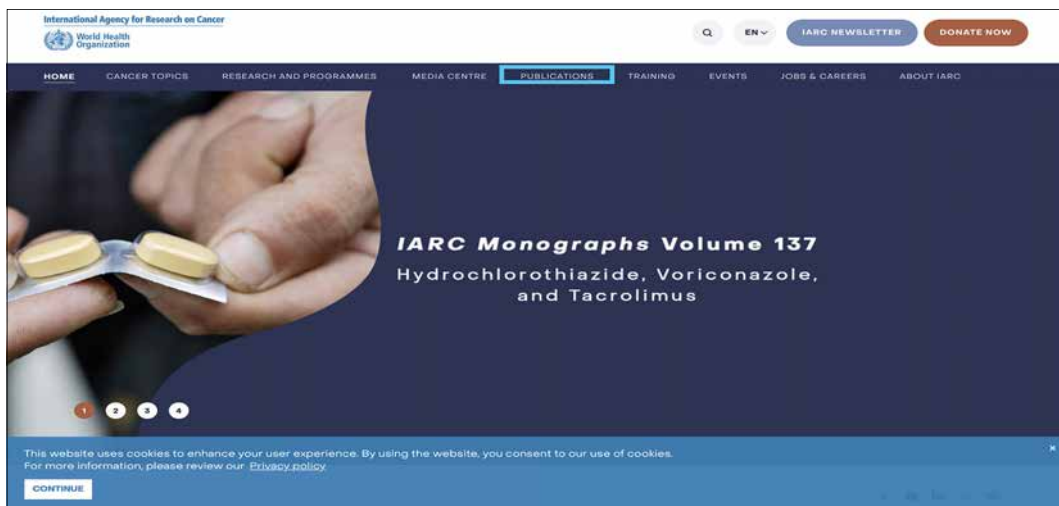 International Agency for Research on Cancer
World Health
Organization
EN
IARC NEWSLETTER
DONATE NOW
HOME
CANCER TOPICS
RESEARCH AND PROGRAMMES
MEDIA CENTRE
PUBLICATIONS
TRAINING
EVENTS
JOBS & CAREERS
ABOUT IARC
IARC Monographs Volume 137
Hydrochlorothiazide, Voriconazole,
and Tacrolimus
1
2
3
4
This website uses cookies to enhance your user experience. By using the website, you consent to our use of cookies.
For more information, please review our Privacy policy
CONTINUE